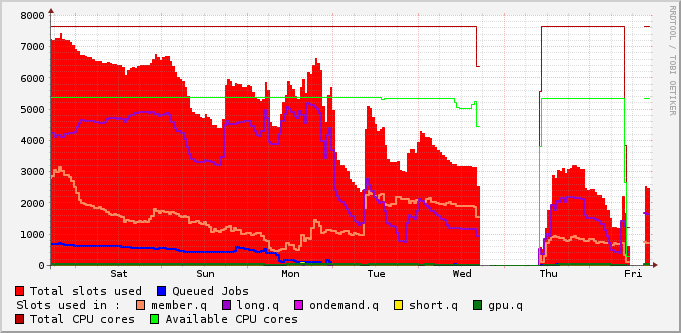 RRDTOOL / TOBI OETIKER
8000
7000
6000
5000
4000
3000
2000
1000
0
Sat Sun Mon Tue Wed Thu Fri
Total slots used Queued Jobs
Slots used in : member.q long.q ondemand.q short.q gpu.q
Total CPU cores Available CPU cores